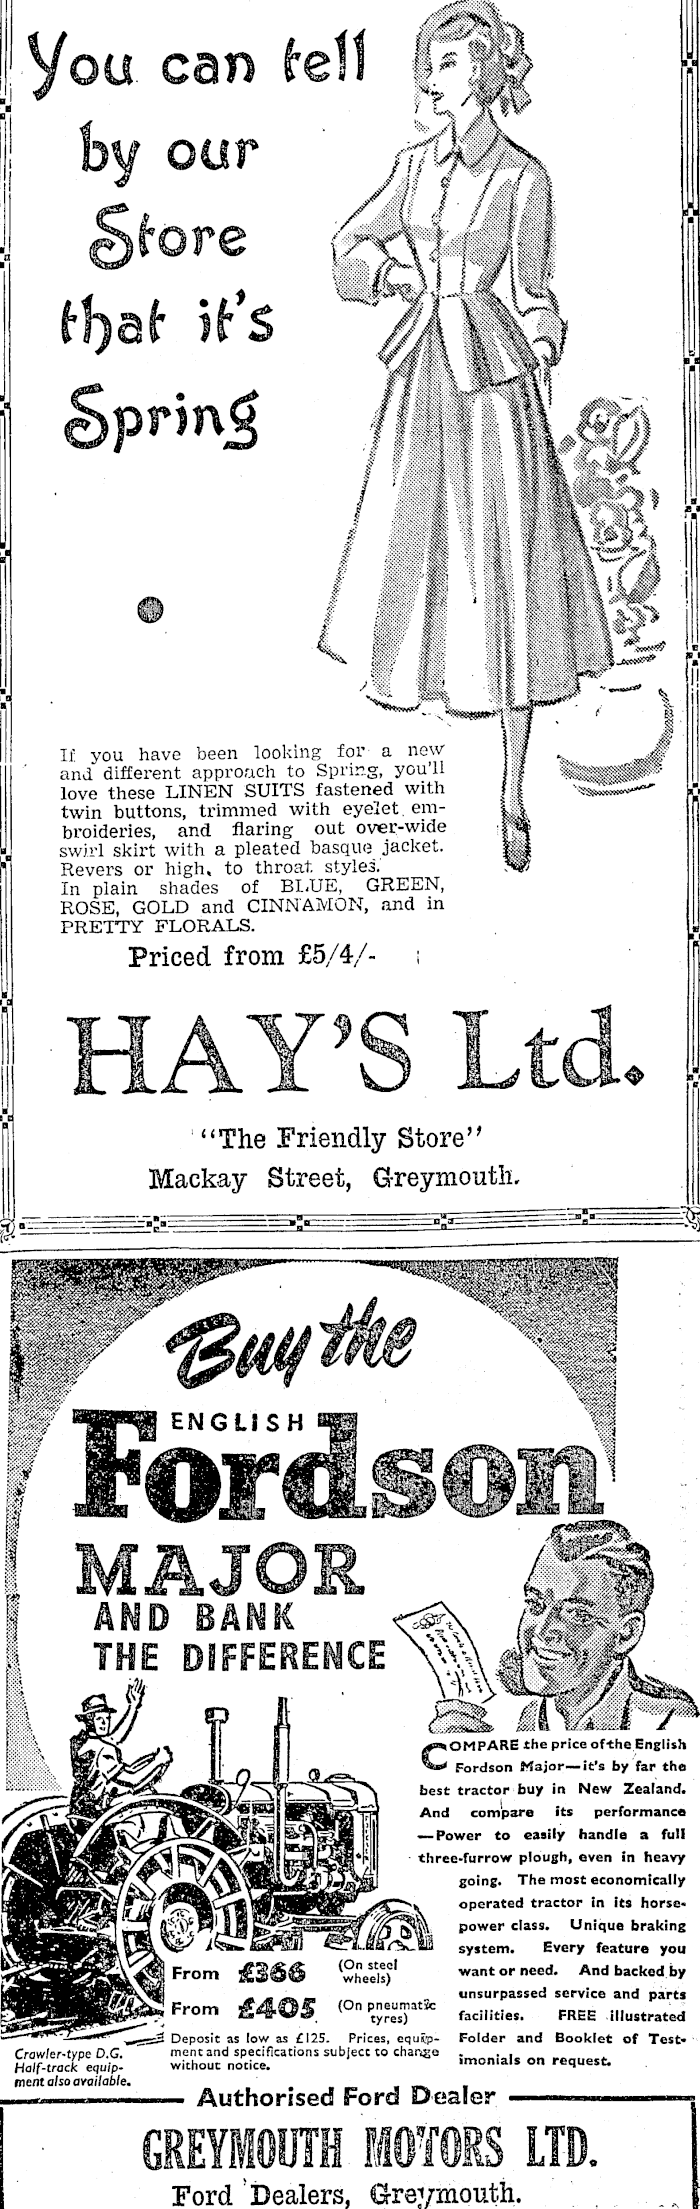 You can tell
by our
Store
that it's
Spring
If you have been looking for a new
and different approach to Spring, you'll
love these LINEN SUITS fastened with
twin buttons, trimmed with eyelet em-
broideries, and flaring out over-wide
swirl skirt with a pleated basque jacket.
Revers or high, to throat styles.
In plain shades of BLUE, GREEN,
ROSE, GOLD and CINNAMON, and in
PRETTY FLORALS.
Priced from £5/4/-
HAY'S Ltd.
"The Friendly Store"
Mackay Street, Greymouth.
Buy the
ENGLISH
Fordson
MAJOR
AND BANK
THE DIFFERENCE
COMPARE the price of the English
Fordson Major—it's by far the
best tractor buy in New Zealand.
And compare its performance
—Power to easily handle a full
three-furrow plough, even in heavy
going. The most economically
operated tractor in its horse-
power class. Unique braking
system. Every feature you
want or need. And backed by
unsurpassed service and parts
facilities. FREE illustrated
Folder and Booklet of Test-
imonials on request.
From £366 (On steel
wheels)
From £405 (On pneumatic
tyres)
Deposit as low as £125. Prices, equip-
ment and specifications subject to change
without notice.
Crawler-type D.G.
Half-track equip-
ment also available.
Authorised Ford Dealer
GREYMOUTH MOTORS LTD.
Ford Dealers, Greymouth.